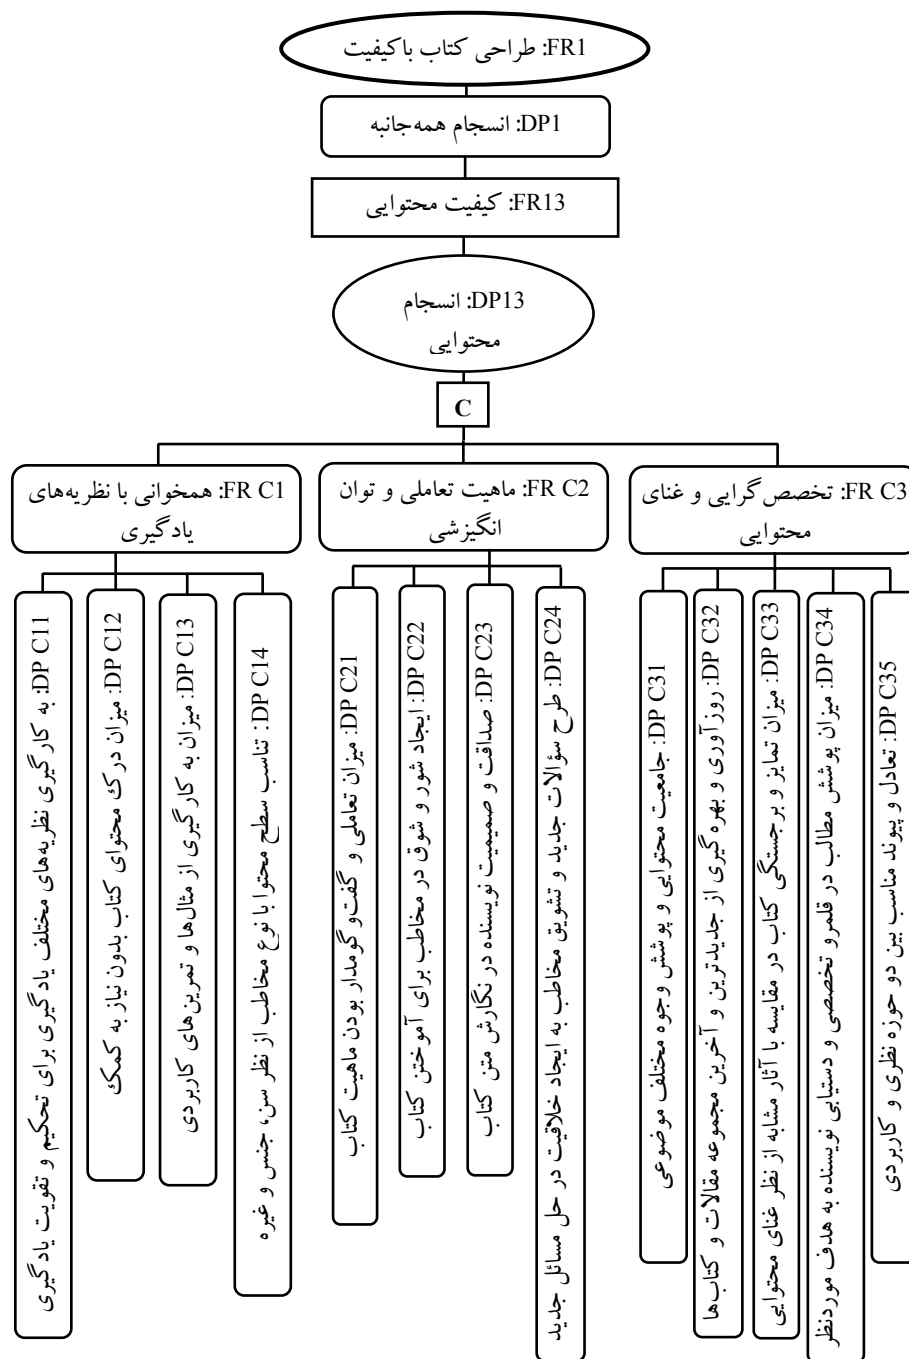 FR1: طراحی کتاب باکیفیت
DP1: انسجام همه‌جانبه
FR13: کیفیت محتوایی
DP13: انسجام
محتوایی
C
FR C1: همخوانی با نظریه‌های
یادگیری
FR C2: ماهیت تعاملی و توان
انگیزشی
FR C3: تخصص‌گرایی و غنای
محتوایی
DP C11: به کارگیری نظریه‌های مختلف یادگیری برای تحکیم و تقویت یادگیری
DP C12: میزان درک محتوای کتاب بدون نیاز به کمک
DP C13: میزان به کارگیری از مثال‌ها و تمرین‌های کاربردی
DP C14: تناسب سطح محتوا با نوع مخاطب از نظر سن، جنس و غیره
DP C21: میزان تعاملی و گفت‌و گومدار بودن ماهیت کتاب
DP C22: ایجاد شور و شوق در مخاطب برای آموختن کتاب
DP C23: صداقت و صمیمیت نویسنده در نگارش متن کتاب
DP C24: طرح سؤالات جدید و تشویق مخاطب به ایجاد خلاقیت در حل مسائل جدید
DP C31: جامعیت محتوایی و پوشش وجوه مختلف موضوعی
DP C32: روزآوری و بهره‌گیری از جدیدترین و آخرین مجموعه مقالات و کتاب‌ها
DP C33: میزان تمایز و برجستگی کتاب در مقایسه با آثار مشابه از نظر غنای محتوایی
DP C34: میزان پوشش مطالب در قلمرو تخصصی و دستیابی نویسنده به هدف موردنظر
DP C35: تعادل و پیوند مناسب بین دو حوزه نظری و کاربردی